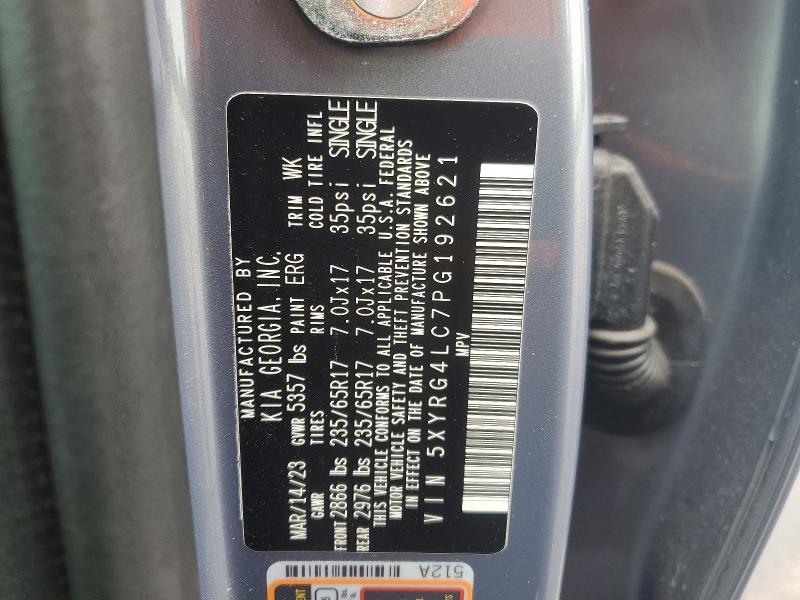 MANUFACTURED BY
KIA GEORGIA, INC.
MAR/14/23 GVWR 5357 lbs PAINT ERG TRIM WK
GAWR TIRES RIMS COLD TIRE INFL
FRONT 2866 lbs 235/65R17 7.0Jx17 35psi SINGLE
REAR 2976 lbs 235/65R17 7.0Jx17 35psi SINGLE
THIS VEHICLE CONFORMS TO ALL APPLICABLE U.S.A. FEDERAL
MOTOR VEHICLE SAFETY AND THEFT PREVENTION STANDARDS
IN EFFECT ON THE DATE OF MANUFACTURE SHOWN ABOVE
VIN 5XYRG4LC7PG192621
MPV
512A